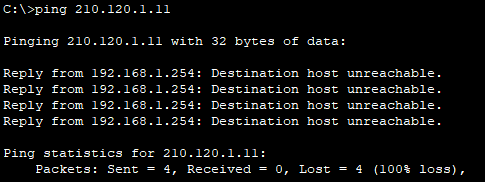 C:\>ping 210.120.1.11
Pinging 210.120.1.11 with 32 bytes of data:
Reply from 192.168.1.254: Destination host unreachable.
Reply from 192.168.1.254: Destination host unreachable.
Reply from 192.168.1.254: Destination host unreachable.
Reply from 192.168.1.254: Destination host unreachable.
Ping statistics for 210.120.1.11:
    Packets: Sent = 4, Received = 0, Lost = 4 (100% loss),